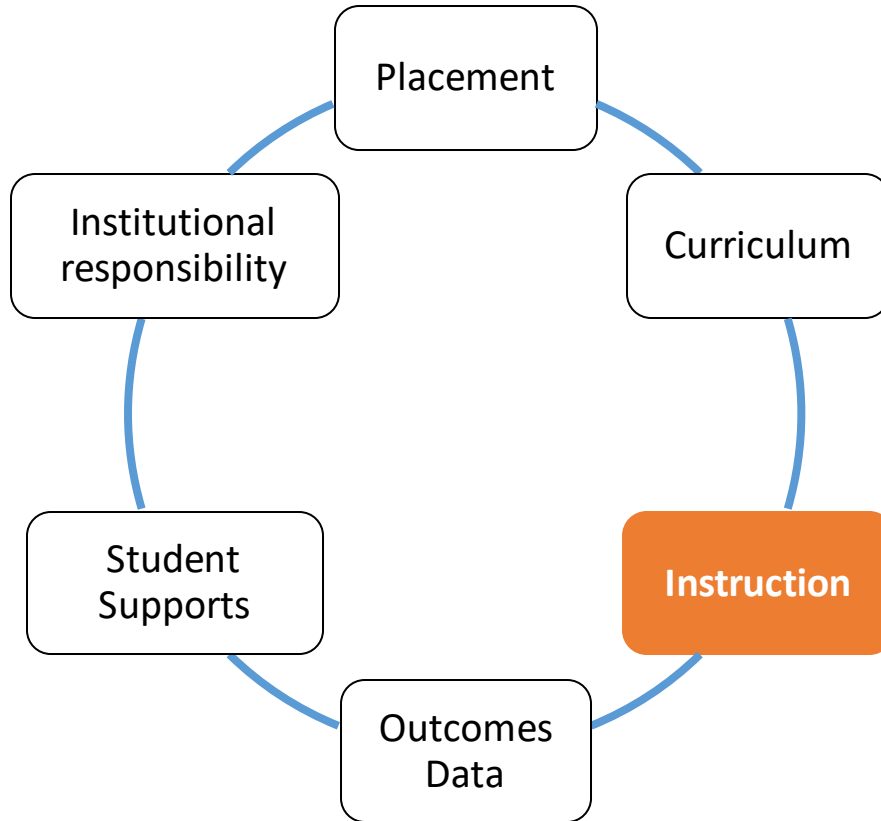 Placement
Institutional
responsibility
Curriculum
Student
Supports
Instruction
Outcomes
Data